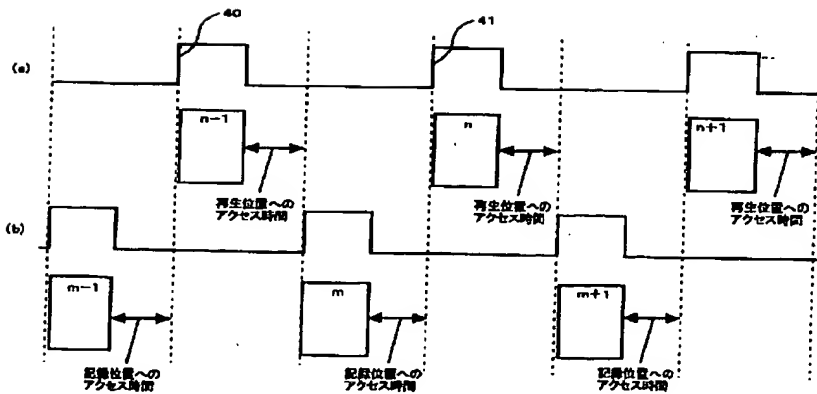 40
41
(a)
n-1
n
n+1
再生位置への
アクセス時間
再生位置への
アクセス時間
再生位置への
アクセス時間
(b)
m-1
m
m+1
記録位置への
アクセス時間
記録位置への
アクセス時間
記録位置への
アクセス時間